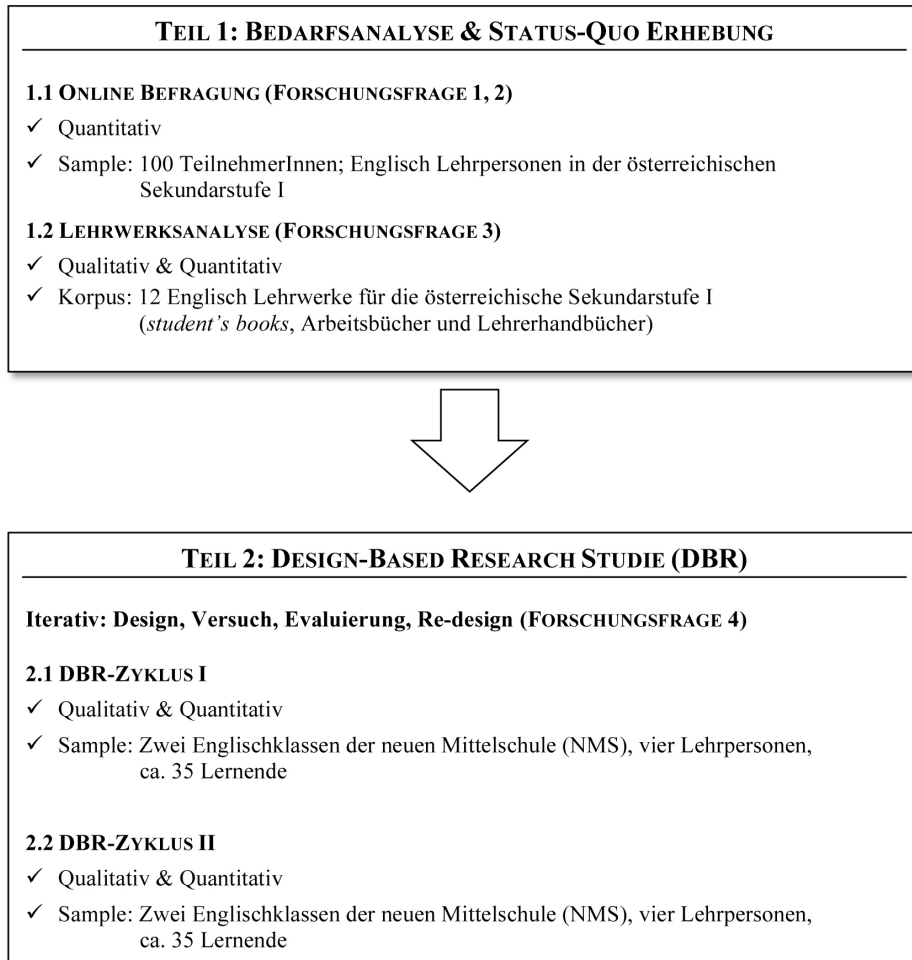 TEIL 1: BEDARFSANALYSE & STATUS-QUO ERHEBUNG
1.1 ONLINE BEFRAGUNG (FORSCHUNGSFRAGE 1, 2)
✓ Quantitativ
✓ Sample: 100 TeilnehmerInnen; Englisch Lehrpersonen in der österreichischen
Sekundarstufe I
1.2 LEHRWERKSANALYSE (FORSCHUNGSFRAGE 3)
✓ Qualitativ & Quantitativ
✓ Korpus: 12 Englisch Lehrwerke für die österreichische Sekundarstufe I
(student's books, Arbeitsbücher und Lehrerhandbücher)
TEIL 2: DESIGN-BASED RESEARCH STUDIE (DBR)
Iterativ: Design, Versuch, Evaluierung, Re-design (FORSCHUNGSFRAGE 4)
2.1 DBR-ZYKLUS I
✓ Qualitativ & Quantitativ
✓ Sample: Zwei Englischklassen der neuen Mittelschule (NMS), vier Lehrpersonen,
ca. 35 Lernende
2.2 DBR-ZYKLUS II
✓ Qualitativ & Quantitativ
✓ Sample: Zwei Englischklassen der neuen Mittelschule (NMS), vier Lehrpersonen,
ca. 35 Lernende